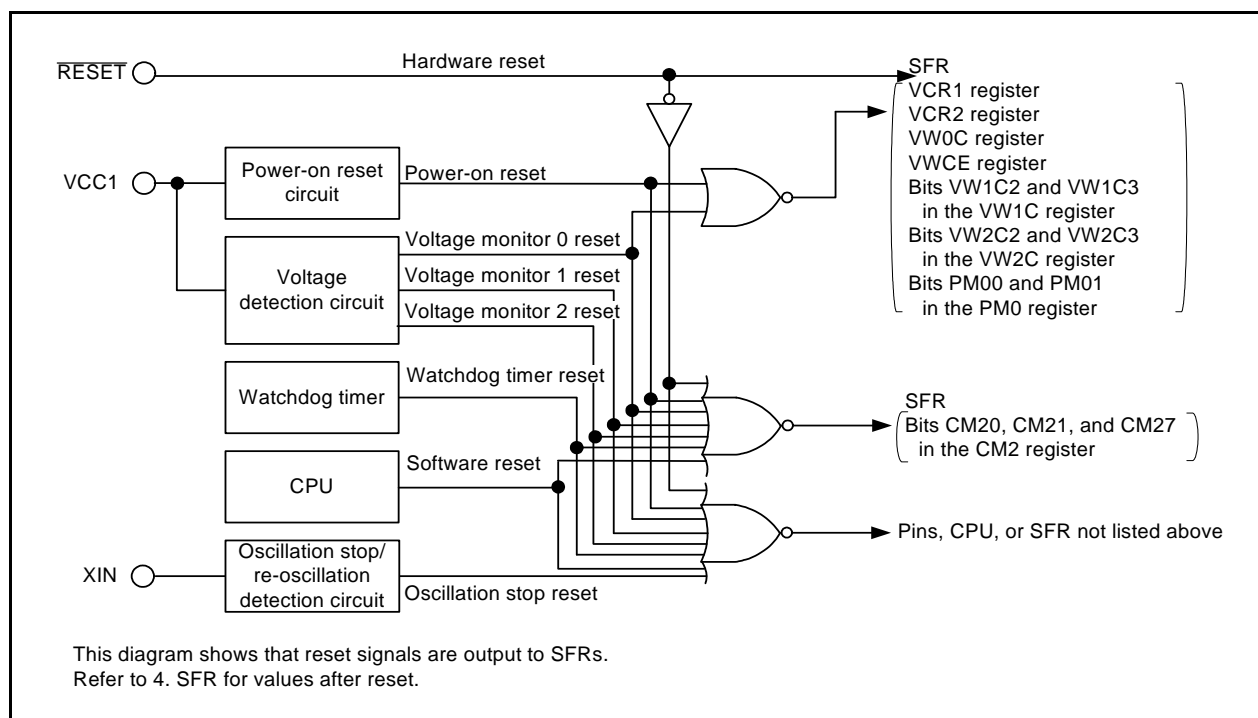 RESET
Hardware reset
SFR
VCR1 register
VCR2 register
VW0C register
VWCE register
Bits VW1C2 and VW1C3
in the VW1C register
Bits VW2C2 and VW2C3
in the VW2C register
Bits PM00 and PM01
in the PM0 register
VCC1
Power-on reset
circuit
Power-on reset
Voltage
detection circuit
Voltage monitor 0 reset
Voltage monitor 1 reset
Voltage monitor 2 reset
Watchdog timer
Watchdog timer reset
SFR
Bits CM20, CM21, and CM27
in the CM2 register
CPU
Software reset
Pins, CPU, or SFR not listed above
XIN
Oscillation stop/
re-oscillation
detection circuit
Oscillation stop reset
This diagram shows that reset signals are output to SFRs.
Refer to 4. SFR for values after reset.